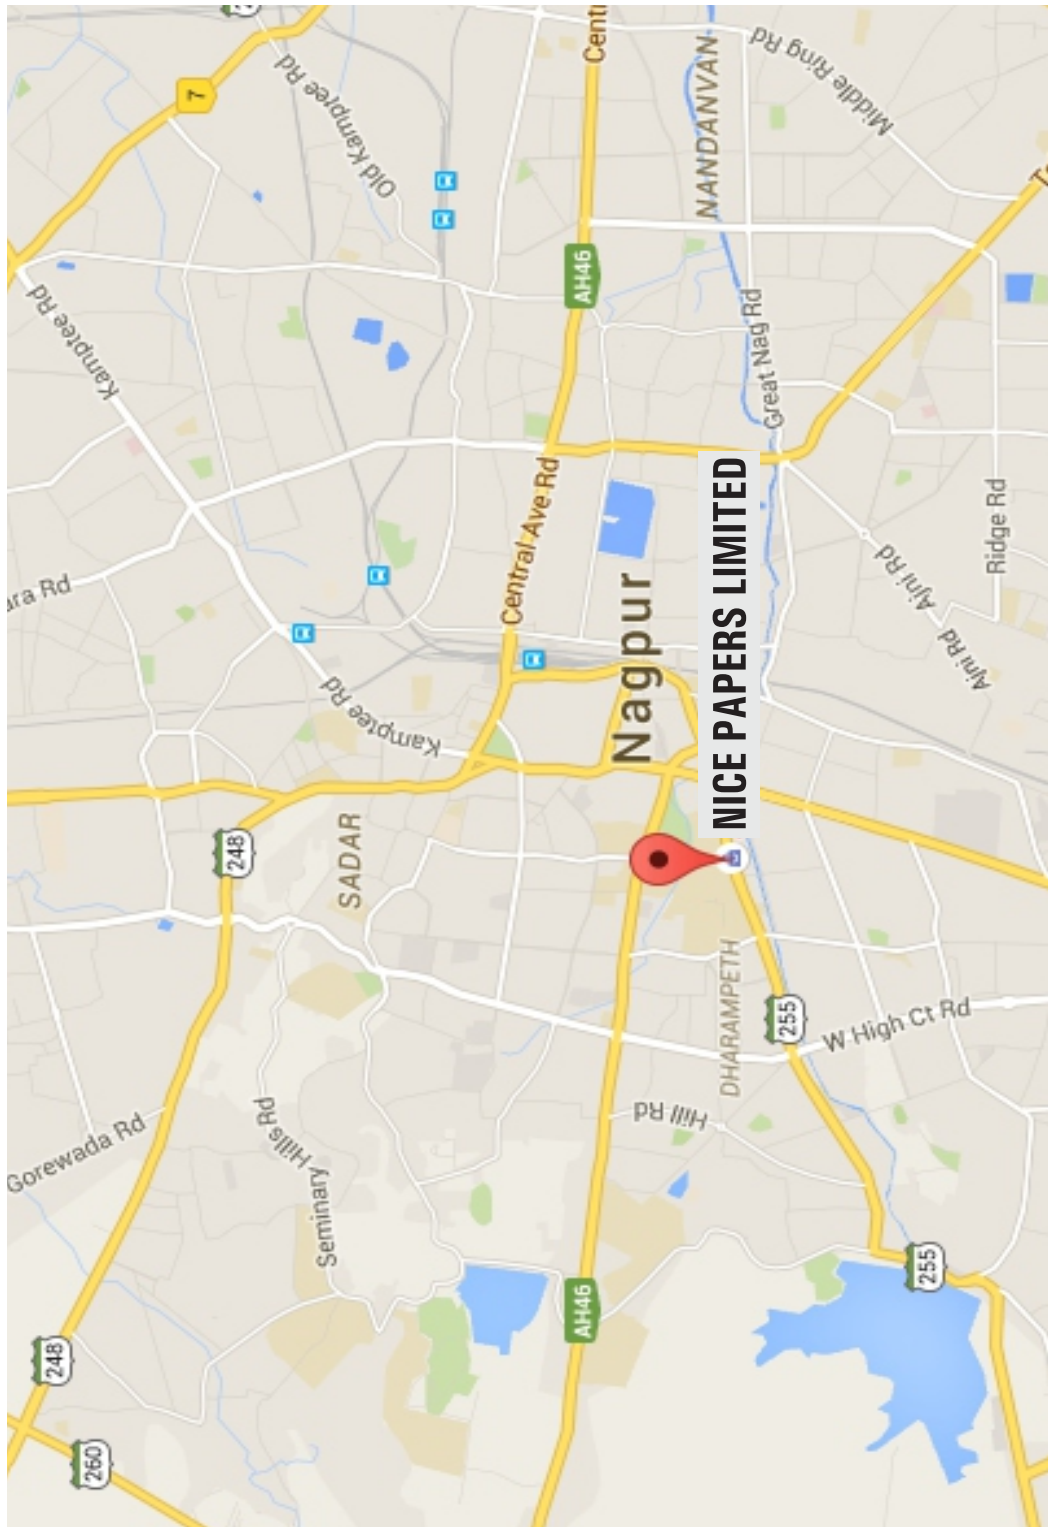 Gorewada Rd
248
260
248
Seminary
Hills Rd
SADAR
Kamptee Rd
ara Rd
Kamptee Rd
7
Old Kamptee Rd
Central Ave Rd
AH46
AH46
Nagpur
NICE PAPERS LIMITED
Hill Rd
DHARAMPETH
255
255
W High Ct Rd
NANDANVAN
Great Nag Rd
Middle Ring Rd
Ajni Rd
Ajni Rd
Ridge Rd
Cent